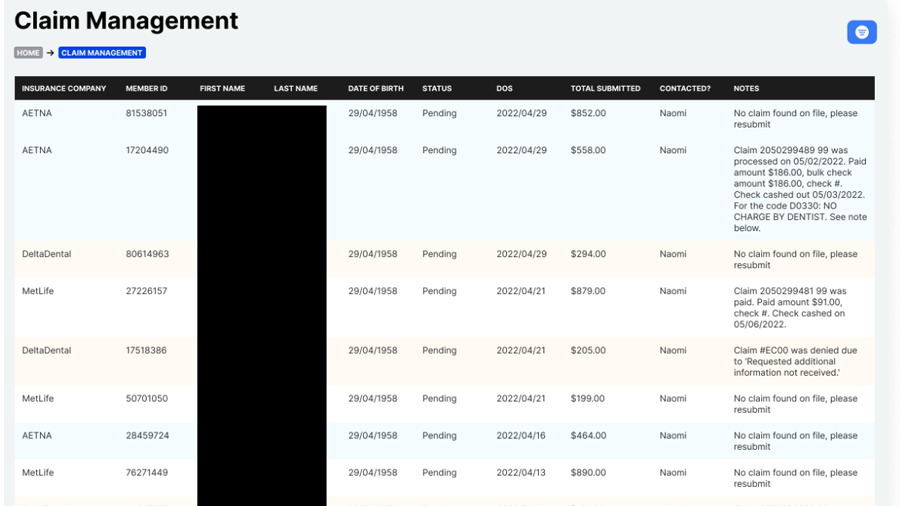 Claim Management
HOME → CLAIM MANAGEMENT
INSURANCE COMPANY MEMBER ID FIRST NAME LAST NAME DATE OF BIRTH STATUS DOS TOTAL SUBMITTED CONTACTED? NOTES
AETNA 81538051 29/04/1958 Pending 2022/04/29 $852.00 Naomi No claim found on file, please
resubmit
AETNA 17204490 29/04/1958 Pending 2022/04/29 $558.00 Naomi Claim 2050299489 99 was
processed on 05/02/2022. Paid
amount $186.00, bulk check
amount $186.00, check #.
Check cashed out 05/03/2022.
For the code D0330: NO
CHARGE BY DENTIST. See note
below.
DeltaDental 80614963 29/04/1958 Pending 2022/04/29 $294.00 Naomi No claim found on file, please
resubmit
MetLife 27226157 29/04/1958 Pending 2022/04/21 $879.00 Naomi Claim 2050299481 99 was
paid. Paid amount $91.00,
check #. Check cashed on
05/06/2022.
DeltaDental 17518386 29/04/1958 Pending 2022/04/21 $205.00 Naomi Claim #EC00 was denied due
to 'Requested additional
information not received.'
MetLife 50701050 29/04/1958 Pending 2022/04/21 $199.00 Naomi No claim found on file, please
resubmit
AETNA 28459724 29/04/1958 Pending 2022/04/16 $464.00 Naomi No claim found on file, please
resubmit
MetLife 76271449 29/04/1958 Pending 2022/04/13 $890.00 Naomi No claim found on file, please
resubmit